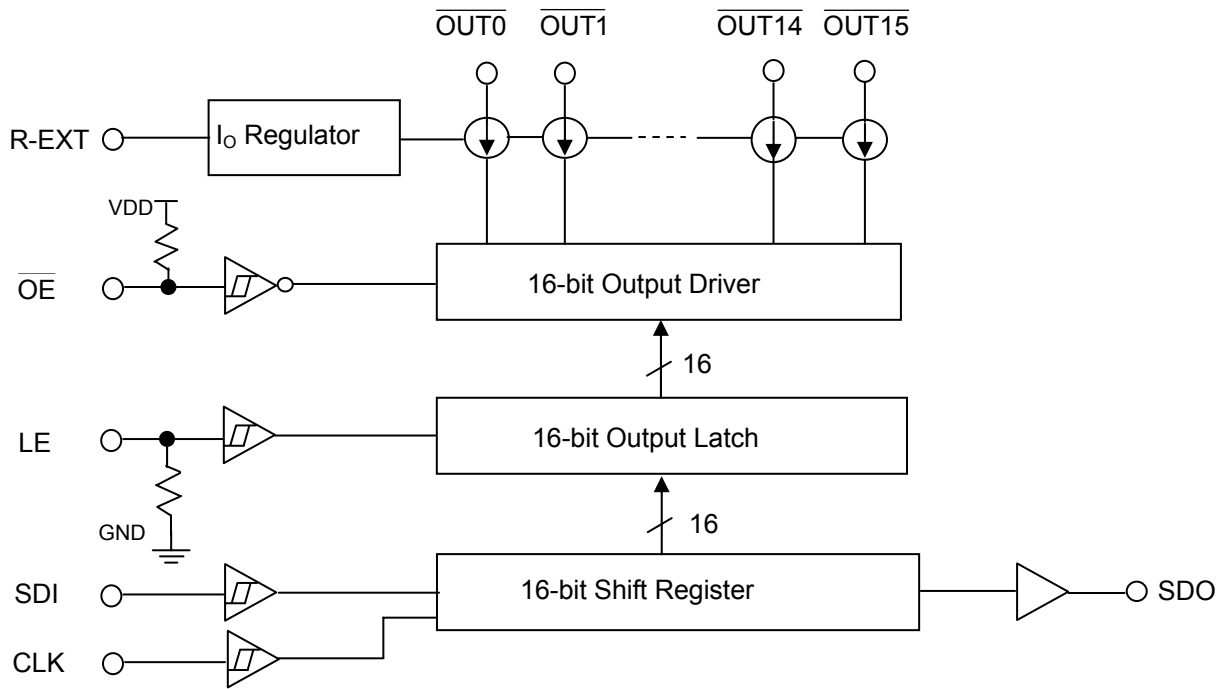 OUT0 OUT1 OUT14 OUT15
R-EXT
IO Regulator
VDD
OE
16-bit Output Driver
16
LE
16-bit Output Latch
GND
16
SDI
16-bit Shift Register
SDO
CLK